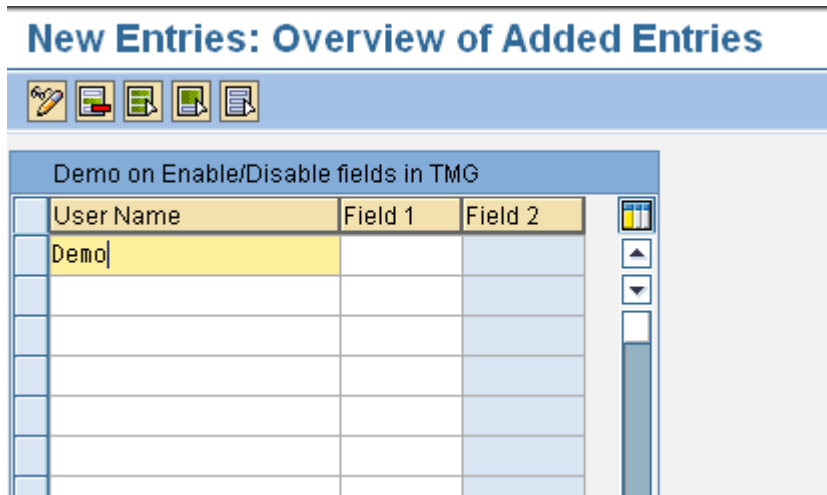 New Entries: Overview of Added Entries
Demo on Enable/Disable fields in TMG
User Name Field 1 Field 2
Demo